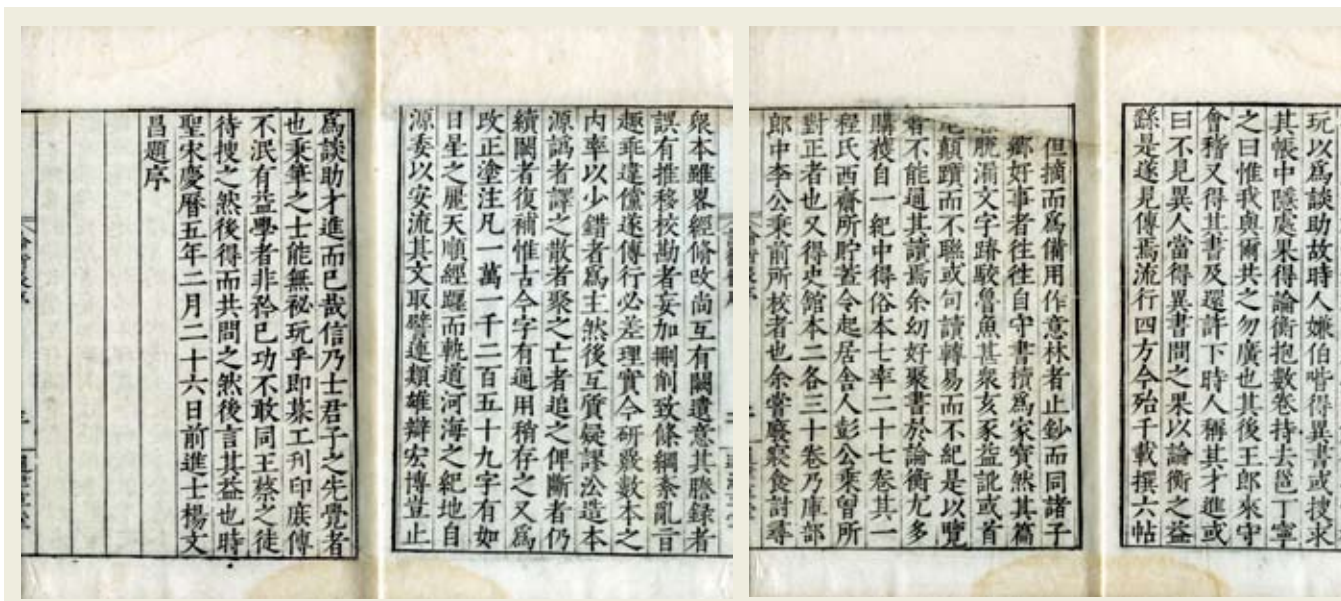 玩以為談助故時人嫌伯喈得異書或搜求
其帳中隱處果得論衡抱數卷持去邕丁寧
之曰惟我與爾共之勿廣也其後王郎來守
會稽又得其書及還許下時人稱其才進或
曰不見異人當得異書問之果以論衡之益
繇是遂見傳焉流行四方今殆千載撰六帖
但摘而為備用作意林者止鈔而同諸子
鄉好事者往往自守書櫝為家寶然其篇
脫漏文字踳駮魯魚甚衆亥豕益訛或首
尾顛躓而不聯或句讀轉易而不紀是以覽
者不能通其讀焉余幼好聚書於論衡尤多
購獲自一紀中得俗本七率二十七卷其一
程氏西齋所貯蓋今起居舍人彭公乘曾所
對正者也又得史館本二各三十卷乃庫部
郎中李公秉前所校者也余嘗廢寢食討尋
衆本雖畧經修改尚互有闕遺意其謄録者
誤有推移校勘者妄加刪削致條綱紊亂旨
趣乖違儻遂傳行必差理實今研覈數本之
内率以少錯者為主然後互質疑謬㳂造本
源譌者譯之散者聚之亡者追之俾斷者仍
續闕者復補惟古今字有通用稍存之又為
改正塗注凡一萬一千二百五十九字有如
日星之麗天順經躔而軌道河海之紀地自
源委以安流其文取譬連類雄辯宏博豈止
為談助才進而已哉信乃士君子之先覺者
也秉筆之士能無祕玩乎即募工刊印庶傳
不泯有益學者非矜已功不敢同王蔡之徒
待搜之然後得而共問之然後言其益也時
聖宋慶曆五年二月二十六日前進士楊文
昌題序